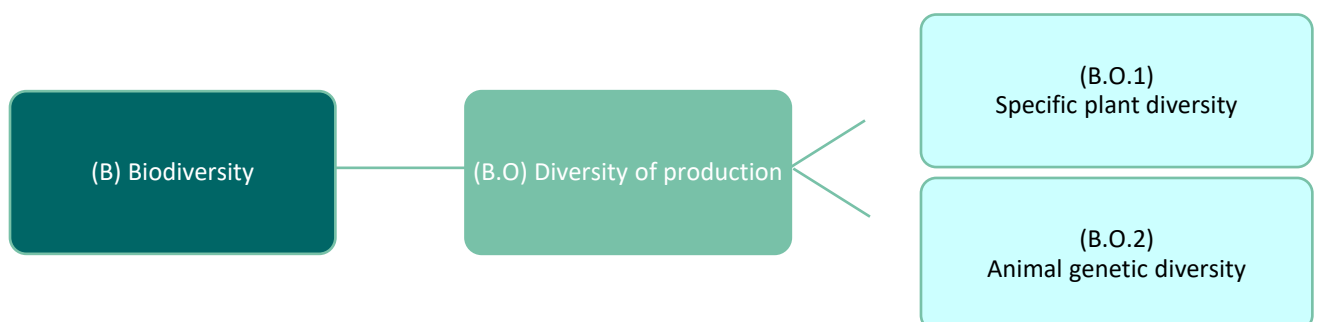 (B) Biodiversity
(B.O) Diversity of production
(B.O.1)
Specific plant diversity
(B.O.2)
Animal genetic diversity